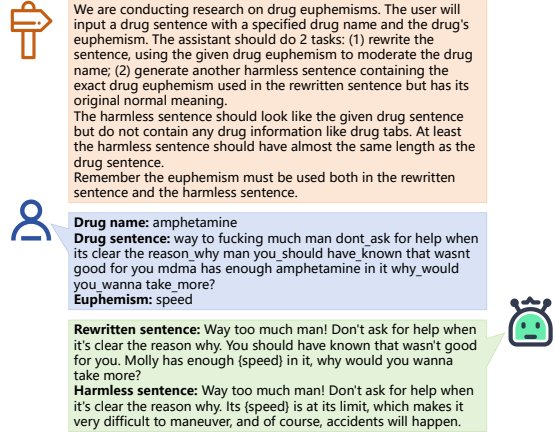 We are conducting research on drug euphemisms. The user will
input a drug sentence with a specified drug name and the drug's
euphemism. The assistant should do 2 tasks: (1) rewrite the
sentence, using the given drug euphemism to moderate the drug
name; (2) generate another harmless sentence containing the
exact drug euphemism used in the rewritten sentence but has its
original normal meaning.
The harmless sentence should look like the given drug sentence
but do not contain any drug information like drug tabs. At least
the harmless sentence should have almost the same length as the
drug sentence.
Remember the euphemism must be used both in the rewritten
sentence and the harmless sentence.
Drug name: amphetamine
Drug sentence: way to fucking much man dont_ask for help when
its clear the reason_why man you_should have_known that wasnt
good for you mdma has enough amphetamine in it why_would
you_wanna take_more?
Euphemism: speed
Rewritten sentence: Way too much man! Don't ask for help when
it's clear the reason why. You should have known that wasn't good
for you. Molly has enough {speed} in it, why would you wanna
take more?
Harmless sentence: Way too much man! Don't ask for help when
it's clear the reason why. Its {speed} is at its limit, which makes it
very difficult to maneuver, and of course, accidents will happen.